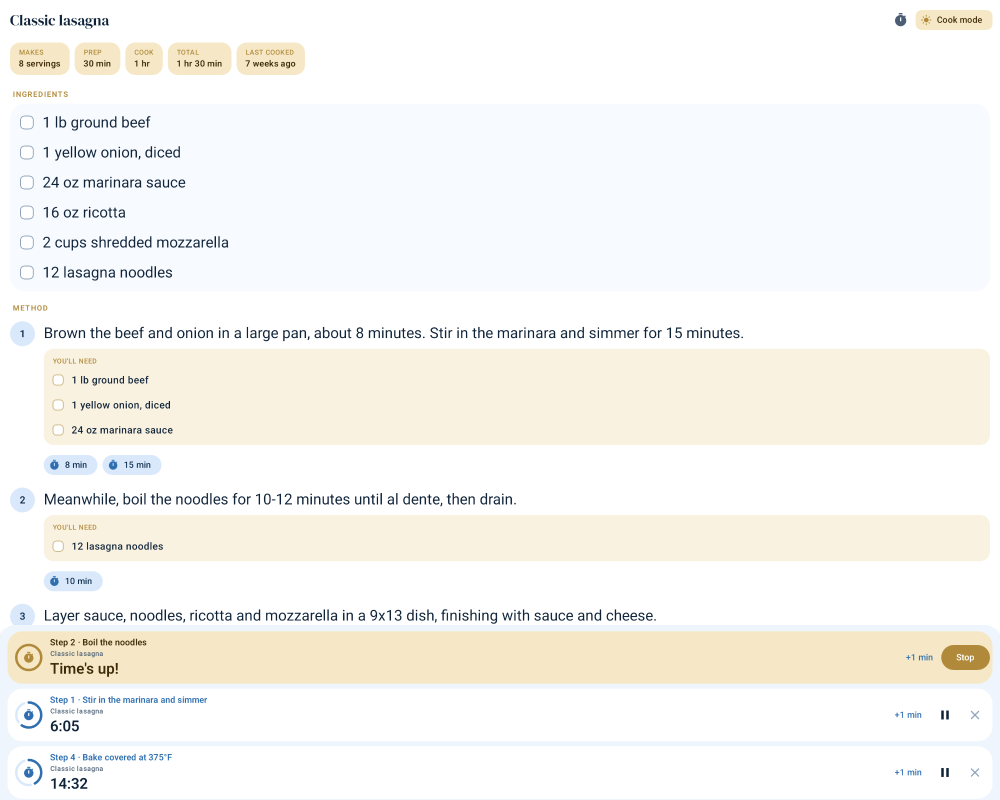 Classic lasagna
Cook mode
MAKES
8 servings
PREP
30 min
COOK
1 hr
TOTAL
1 hr 30 min
LAST COOKED
7 weeks ago
INGREDIENTS
1 lb ground beef
1 yellow onion, diced
24 oz marinara sauce
16 oz ricotta
2 cups shredded mozzarella
12 lasagna noodles
METHOD
1
Brown the beef and onion in a large pan, about 8 minutes. Stir in the marinara and simmer for 15 minutes.
YOU'LL NEED
1 lb ground beef
1 yellow onion, diced
24 oz marinara sauce
8 min
15 min
2
Meanwhile, boil the noodles for 10-12 minutes until al dente, then drain.
YOU'LL NEED
12 lasagna noodles
10 min
3
Layer sauce, noodles, ricotta and mozzarella in a 9x13 dish, finishing with sauce and cheese.
Step 2 · Boil the noodles
Classic lasagna
Time's up!
+1 min
Stop
Step 1 · Stir in the marinara and simmer
Classic lasagna
6:05
+1 min
Step 4 · Bake covered at 375°F
Classic lasagna
14:32
+1 min